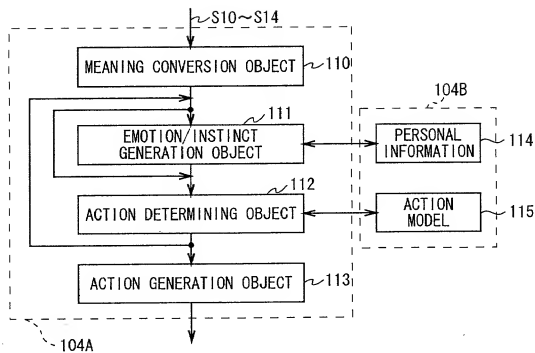 S10~S14
MEANING CONVERSION OBJECT
110
104B
111
EMOTION/INSTINCT
GENERATION OBJECT
PERSONAL
INFORMATION
114
112
ACTION DETERMINING OBJECT
ACTION
MODEL
115
ACTION GENERATION OBJECT
113
104A